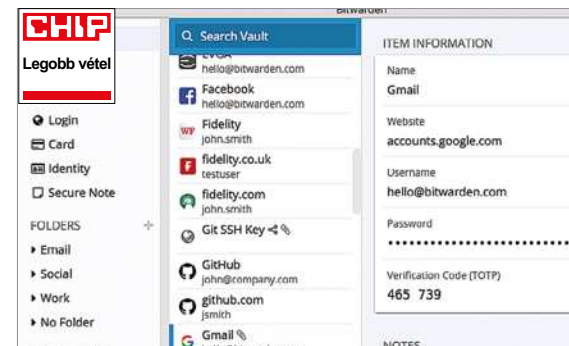 Bitwarden
CHIP
Legobb vétel
Login
Card
Identity
Secure Note
FOLDERS
Email
Social
Work
No Folder
Search Vault
EVGA
hello@bitwarden.com
Facebook
hello@bitwarden.com
WF Fidelity
john.smith
fidelity.co.uk
testuser
fidelity.com
john.smith
Git SSH Key
GitHub
john@company.com
github.com
jsmith
Gmail
ITEM INFORMATION
Name
Gmail
Website
accounts.google.com
Username
hello@bitwarden.com
Password
••••••••••••••••••••••••
Verification Code (TOTP)
465 739
NOTES